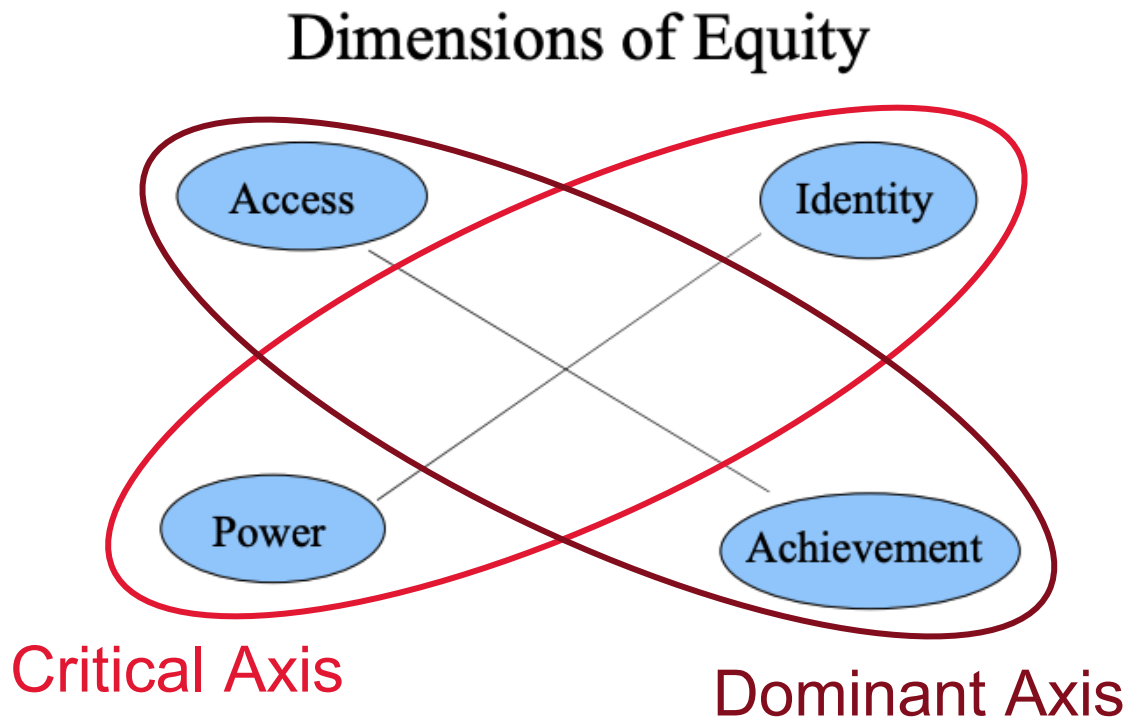 Dimensions of Equity
Access
Identity
Power
Achievement
Critical Axis
Dominant Axis